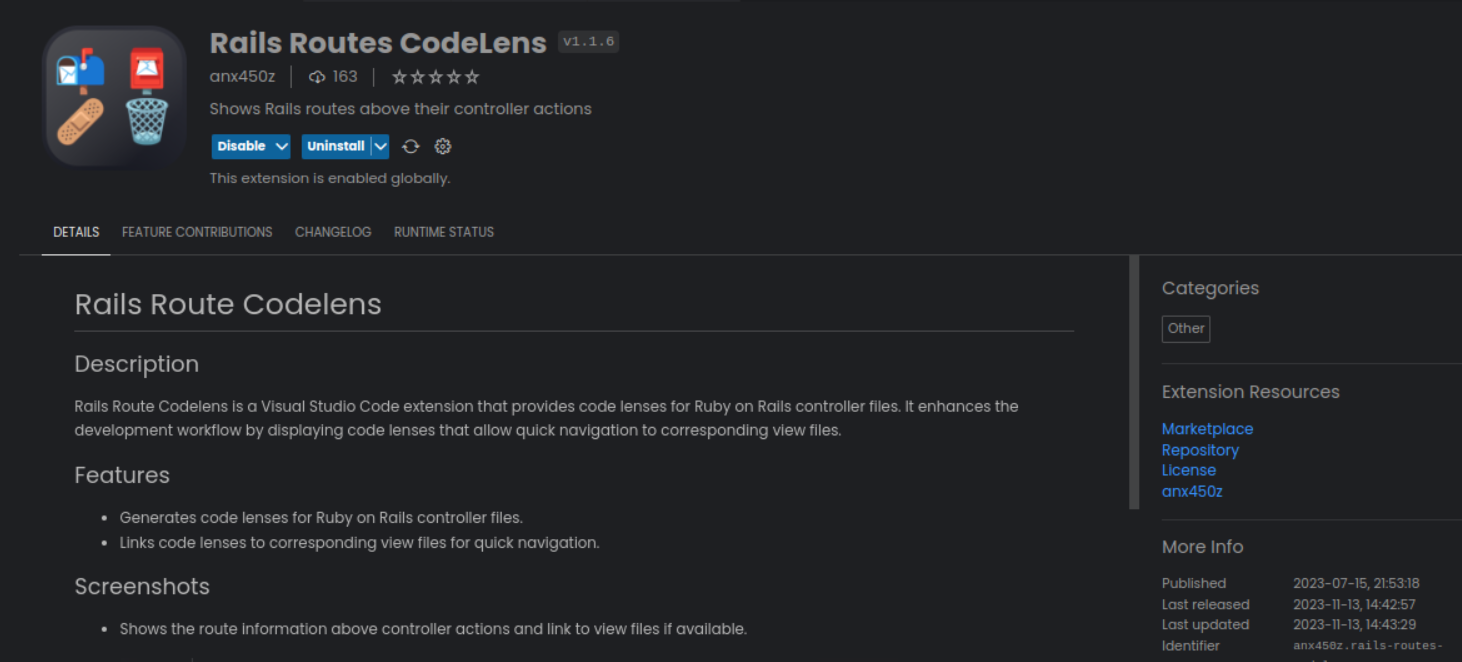 Rails Routes CodeLens v1.1.6
anx450z 163
Shows Rails routes above their controller actions
Disable Uninstall
This extension is enabled globally.
DETAILS FEATURE CONTRIBUTIONS CHANGELOG RUNTIME STATUS
Rails Route Codelens
Description
Rails Route Codelens is a Visual Studio Code extension that provides code lenses for Ruby on Rails controller files. It enhances the
development workflow by displaying code lenses that allow quick navigation to corresponding view files.
Features
• Generates code lenses for Ruby on Rails controller files.
• Links code lenses to corresponding view files for quick navigation.
Screenshots
• Shows the route information above controller actions and link to view files if available.
Categories
Other
Extension Resources
Marketplace
Repository
License
anx450z
More Info
Published 2023-07-15, 21:53:18
Last released 2023-11-13, 14:42:57
Last updated 2023-11-13, 14:43:29
Identifier anx450z.rails-routes-